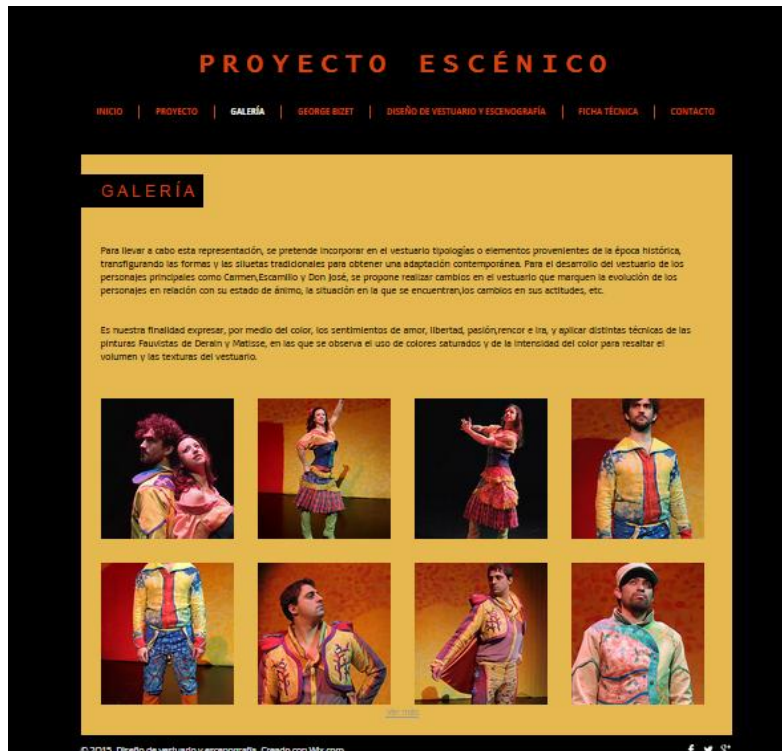 PROYECTO ESCÉNICO
INICIO | PROYECTO | GALERÍA | GEORGE BIZET | DISEÑO DE VESTUARIO Y ESCENOGRAFÍA | FICHA TÉCNICA | CONTACTO
GALERÍA
Para llevar a cabo esta representación, se pretende incorporar en el vestuario tipologías o elementos provenientes de la época histórica,
transfigurando las formas y las siluetas tradicionales para obtener una adaptación contemporánea. Para el desarrollo del vestuario de los
personajes principales como Carmen,Escamillo y Don José, se propone realizar cambios en el vestuario que marquen la evolución de los
personajes en relación con su estado de ánimo, la situación en la que se encuentran,los cambios en sus actitudes, etc.
Es nuestra finalidad expresar, por medio del color, los sentimientos de amor, libertad, pasión,rencor e ira, y aplicar distintas técnicas de las
pinturas Fauvistas de Derain y Matisse, en las que se observa el uso de colores saturados y de la intensidad del color para resaltar el
volumen y las texturas del vestuario.
Ver más
© 2015 Diseño de vestuario y escenografía. Creado con Wix.com